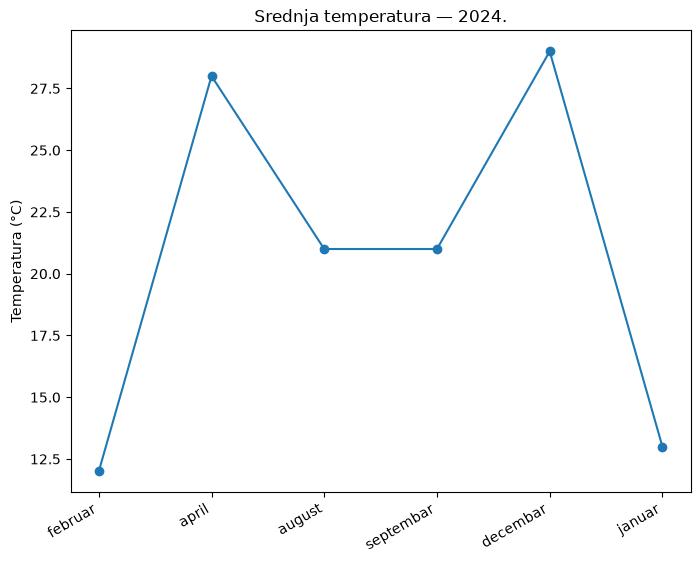 Srednja temperatura — 2024.
Temperatura (°C)
27.5
25.0
22.5
20.0
17.5
15.0
12.5
februar
april
august
septembar
decembar
januar